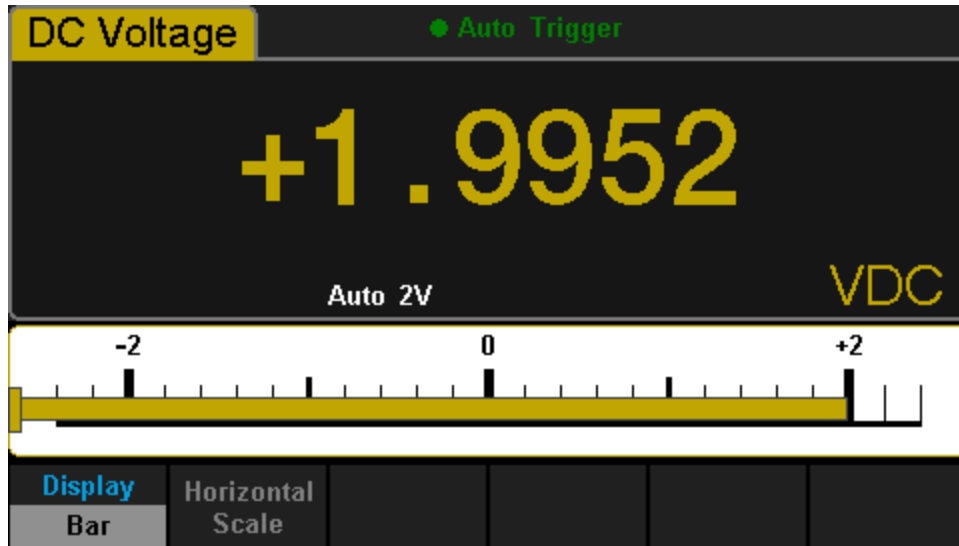 DC Voltage
Auto Trigger
+1.9952
Auto 2V
VDC
-2 0 +2
Display
Bar
Horizontal
Scale